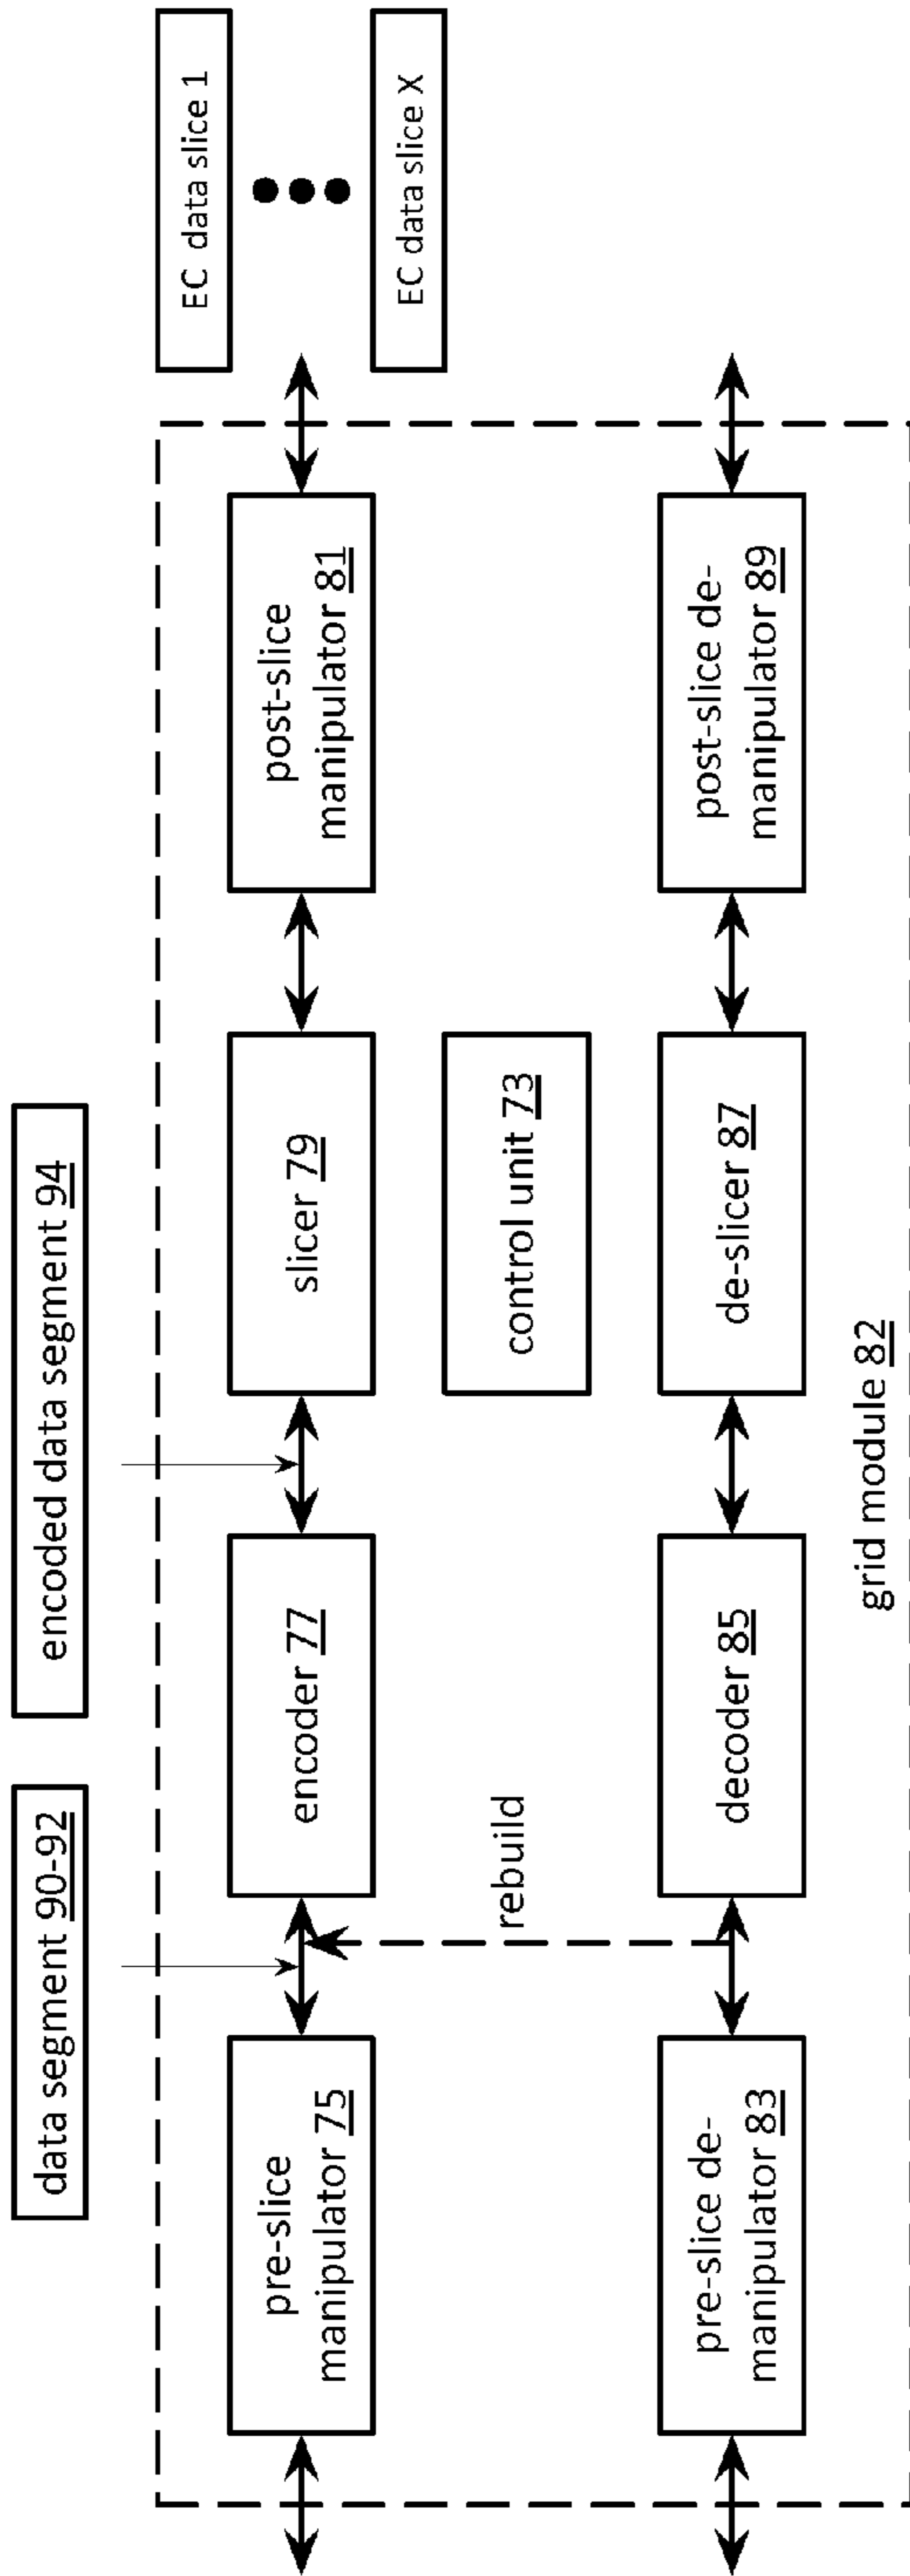 data segment 90-92
encoded data segment 94
EC data slice 1
EC data slice X
pre-slice
manipulator 75
encoder 77
slicer 79
post-slice
manipulator 81
rebuild
control unit 73
pre-slice de-
manipulator 83
decoder 85
de-slicer 87
post-slice de-
manipulator 89
grid module 82